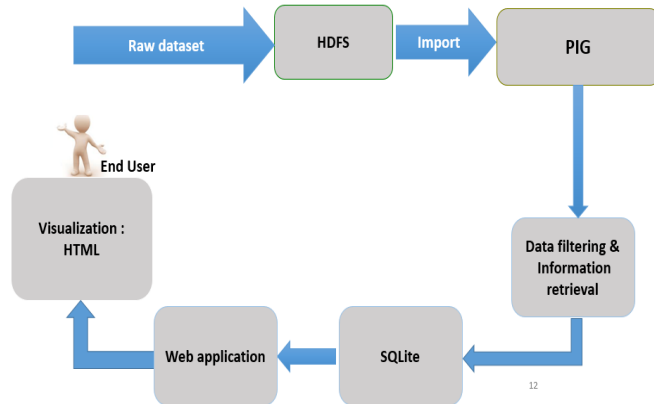 Raw dataset
HDFS
Import
PIG
End User
Visualization :
HTML
Data filtering &
Information
retrieval
Web application
SQLite
12